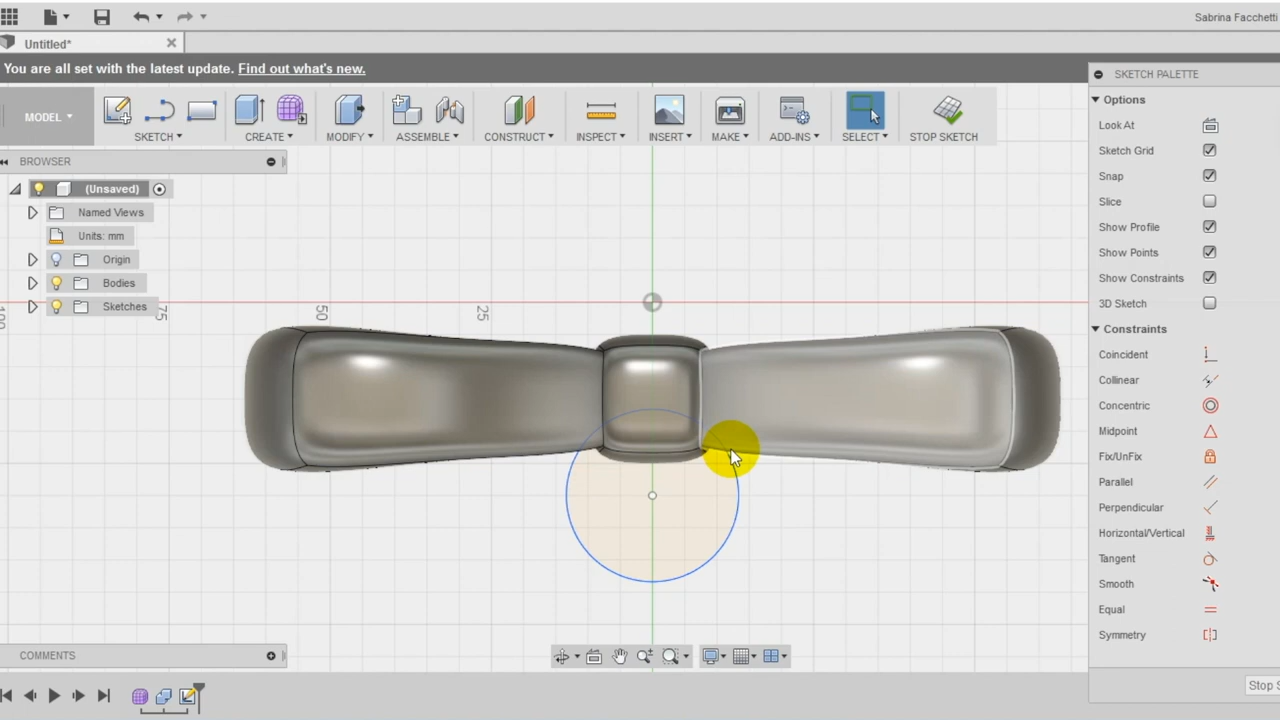 Sabrina Facchetti
Untitled*
You are all set with the latest update. Find out what's new.
MODEL
SKETCH
CREATE
MODIFY
ASSEMBLE
CONSTRUCT
INSPECT
INSERT
MAKE
ADD-INS
SELECT
STOP SKETCH
BROWSER
(Unsaved)
Named Views
Units: mm
Origin
Bodies
Sketches
100
75
50
25
SKETCH PALETTE
Options
Look At
Sketch Grid
Snap
Slice
Show Profile
Show Points
Show Constraints
3D Sketch
Constraints
Coincident
Collinear
Concentric
Midpoint
Fix/UnFix
Parallel
Perpendicular
Horizontal/Vertical
Tangent
Smooth
Equal
Symmetry
Stop S
COMMENTS